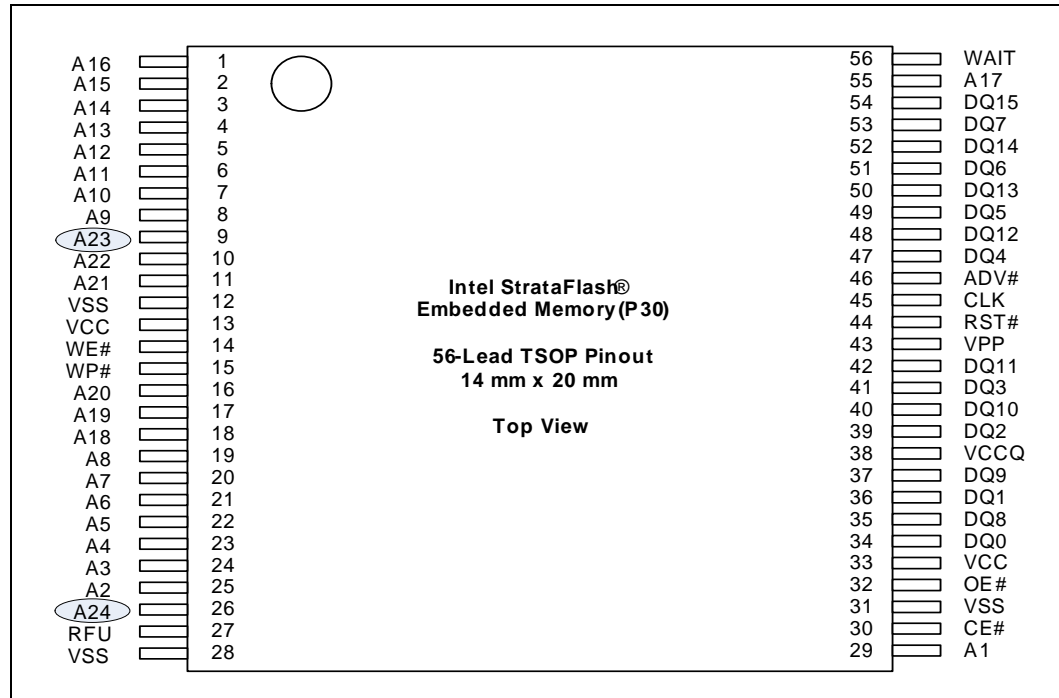 A16 1 56 WAIT
A15 2 55 A17
A14 3 54 DQ15
A13 4 53 DQ7
A12 5 52 DQ14
A11 6 51 DQ6
A10 7 50 DQ13
A9 8 49 DQ5
A23 9 48 DQ12
A22 10 47 DQ4
A21 11 46 ADV#
VSS 12 45 CLK
VCC 13 44 RST#
WE# 14 43 VPP
WP# 15 42 DQ11
A20 16 41 DQ3
A19 17 40 DQ10
A18 18 39 DQ2
A8 19 38 VCCQ
A7 20 37 DQ9
A6 21 36 DQ1
A5 22 35 DQ8
A4 23 34 DQ0
A3 24 33 VCC
A2 25 32 OE#
A24 26 31 VSS
RFU 27 30 CE#
VSS 28 29 A1
Intel StrataFlash®
Embedded Memory (P30)
56-Lead TSOP Pinout
14 mm x 20 mm
Top View